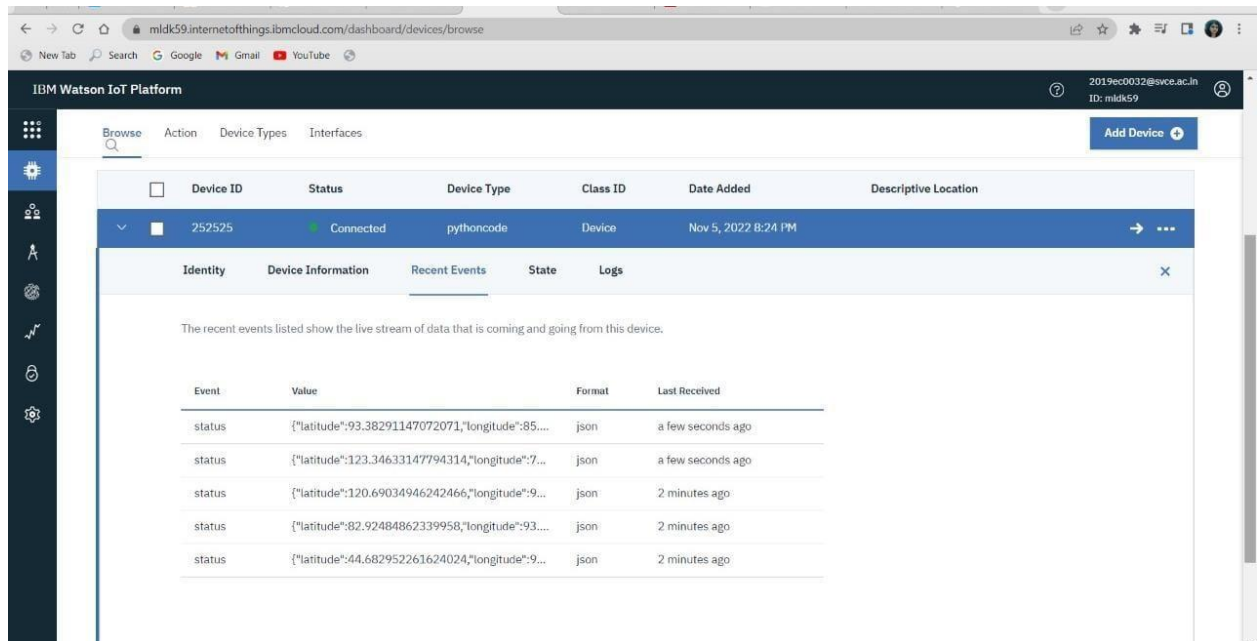 mldk59.internetofthings.ibmcloud.com/dashboard/devices/browse
New Tab Search Google Gmail YouTube
IBM Watson IoT Platform
2019ec0032@svce.ac.in
ID: mldk59
Browse Action Device Types Interfaces Add Device
Device ID Status Device Type Class ID Date Added Descriptive Location
252525 Connected pythoncode Device Nov 5, 2022 8:24 PM
Identity Device Information Recent Events State Logs
The recent events listed show the live stream of data that is coming and going from this device.
Event Value Format Last Received
status {"latitude":93.38291147072071,"longitude":85.... json a few seconds ago
status {"latitude":123.34633147794314,"longitude":7... json a few seconds ago
status {"latitude":120.69034946242466,"longitude":9... json 2 minutes ago
status {"latitude":82.92484862339958,"longitude":93.... json 2 minutes ago
status {"latitude":44.682952261624024,"longitude":9... json 2 minutes ago